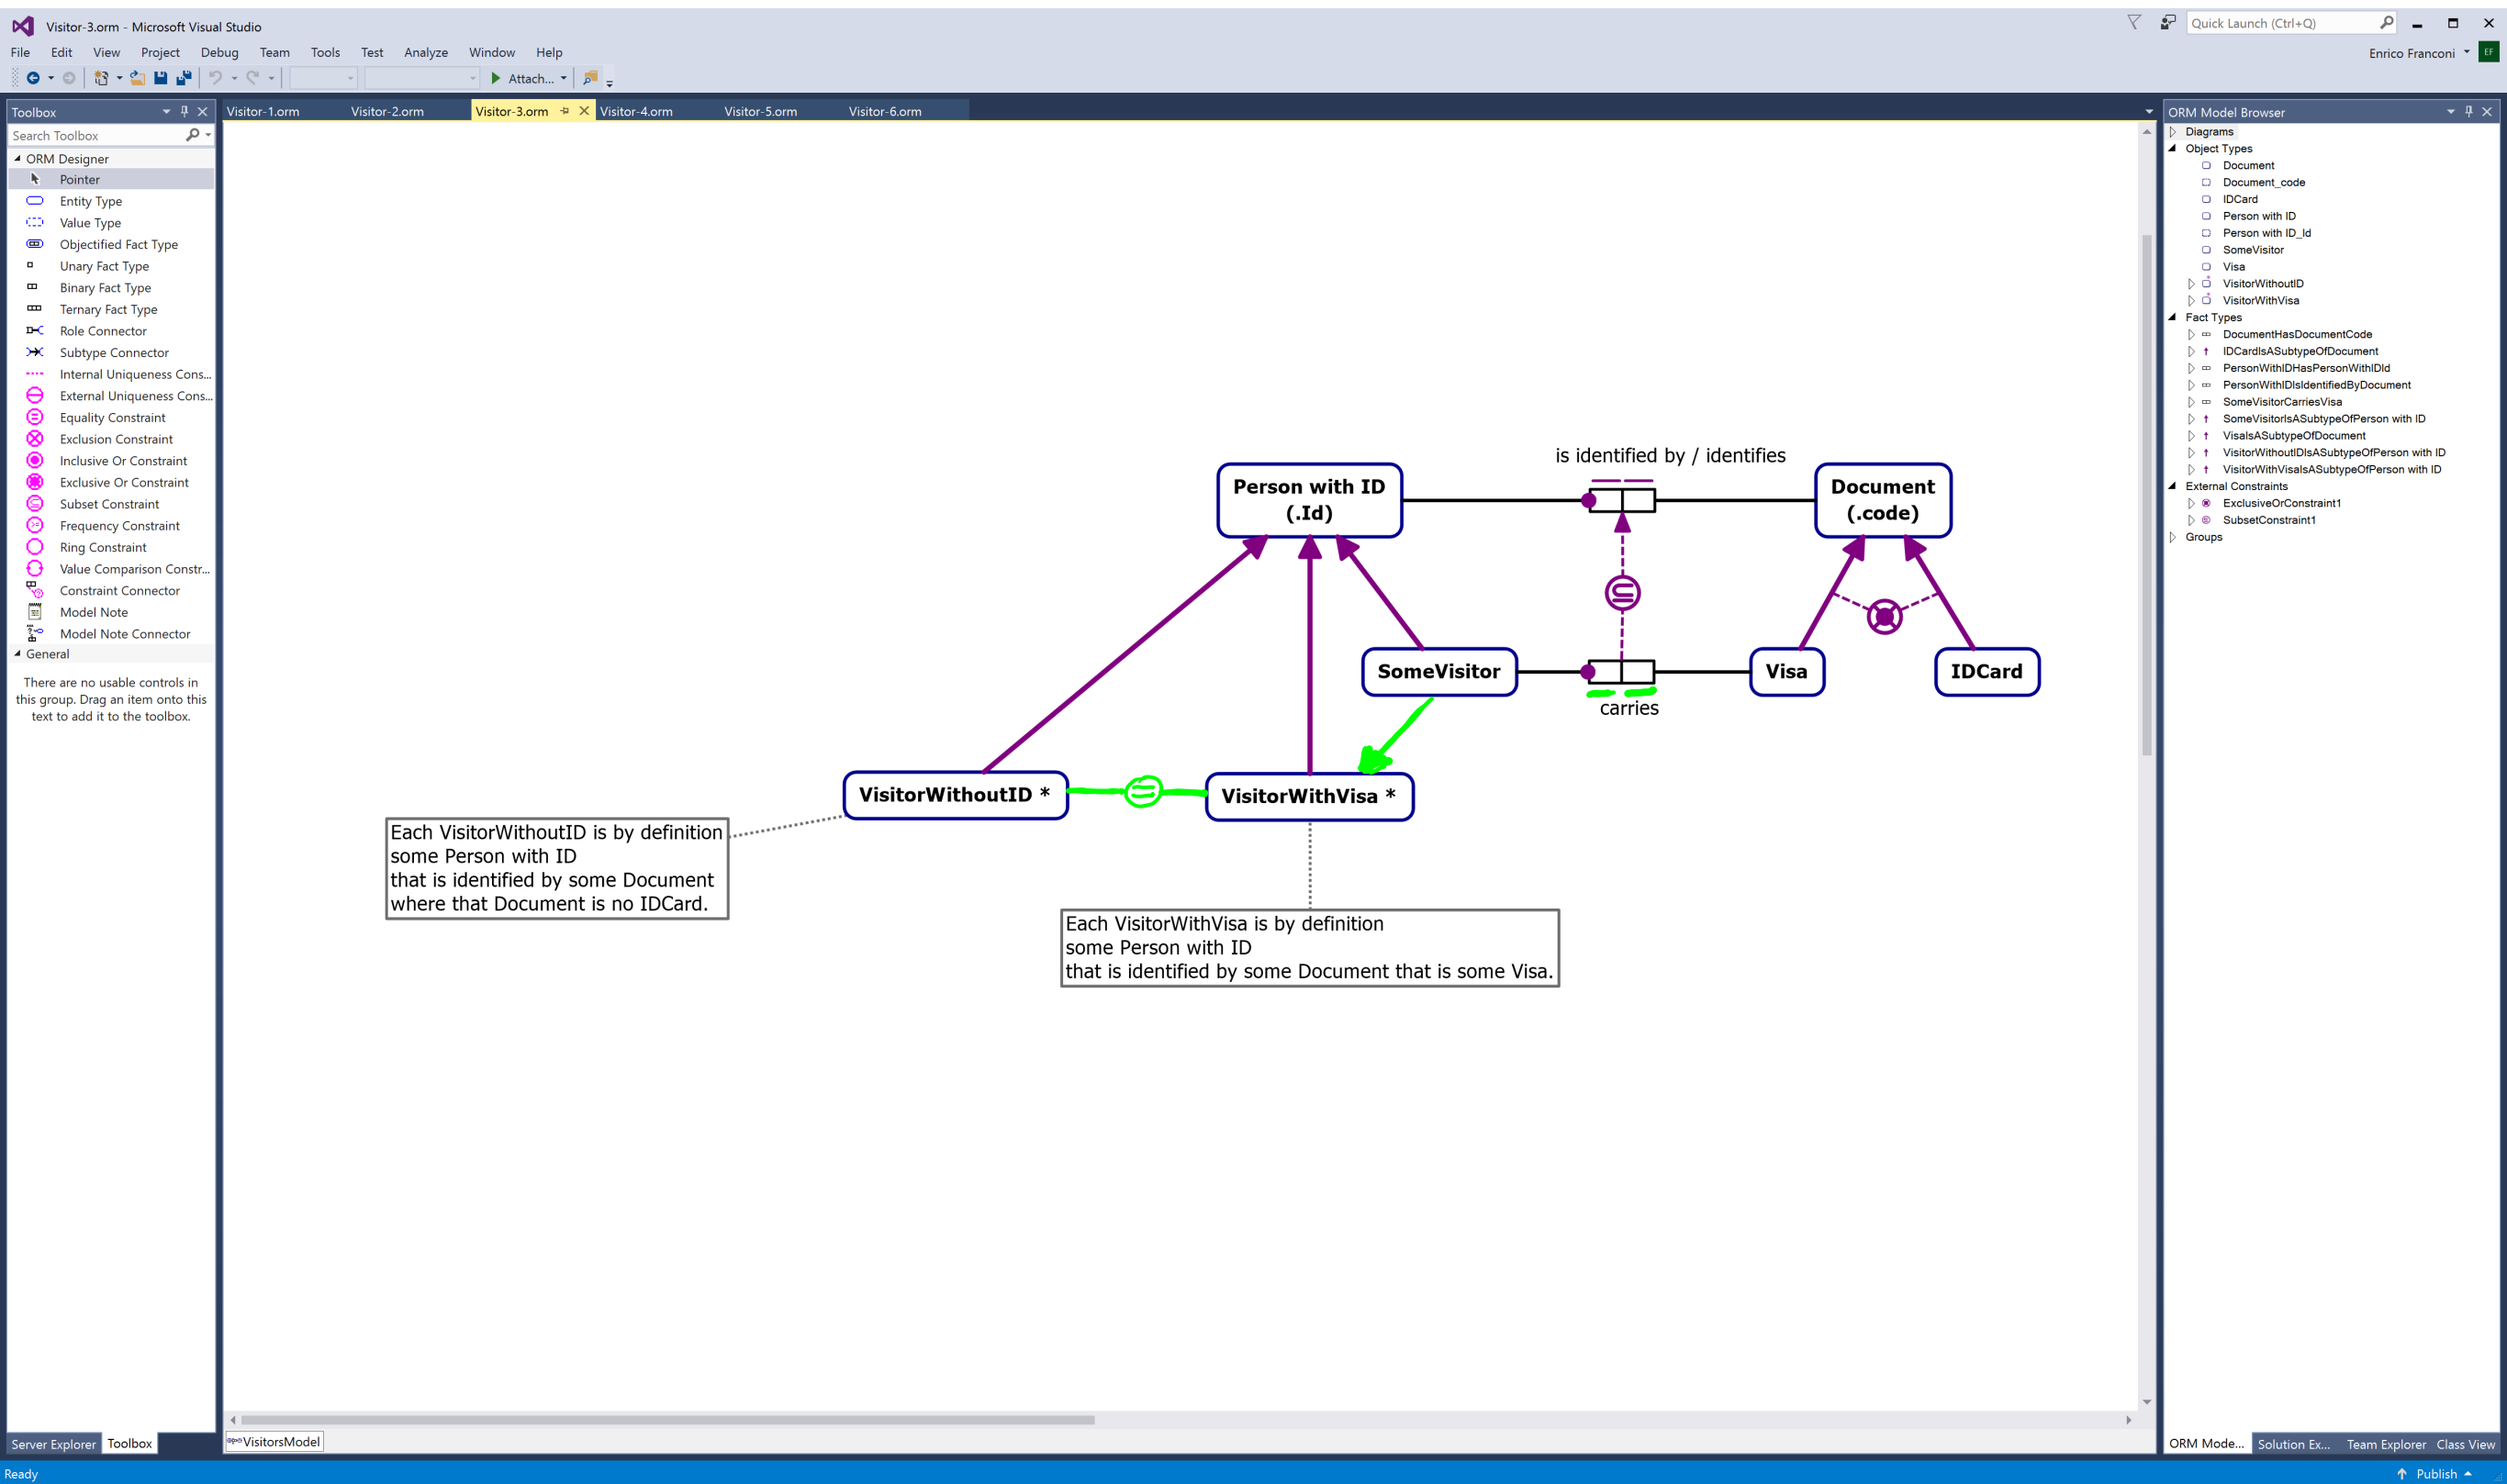 Visitor-3.orm - Microsoft Visual Studio
Quick Launch (Ctrl+Q)
File Edit View Project Debug Team Tools Test Analyze Window Help
Enrico Franconi EF
Attach...
Toolbox
Search Toolbox
ORM Designer
Pointer
Entity Type
Value Type
Objectified Fact Type
Unary Fact Type
Binary Fact Type
Ternary Fact Type
Role Connector
Subtype Connector
Internal Uniqueness Cons...
External Uniqueness Cons...
Equality Constraint
Exclusion Constraint
Inclusive Or Constraint
Exclusive Or Constraint
Subset Constraint
Frequency Constraint
Ring Constraint
Value Comparison Constr...
Constraint Connector
Model Note
Model Note Connector
General
There are no usable controls in
this group. Drag an item onto this
text to add it to the toolbox.
Server Explorer Toolbox
Visitor-1.orm Visitor-2.orm Visitor-3.orm Visitor-4.orm Visitor-5.orm Visitor-6.orm
is identified by / identifies
Person with ID
(.Id)
Document
(.code)
SomeVisitor
Visa
IDCard
carries
VisitorWithoutID *
VisitorWithVisa *
Each VisitorWithoutID is by definition
some Person with ID
that is identified by some Document
where that Document is no IDCard.
Each VisitorWithVisa is by definition
some Person with ID
that is identified by some Document that is some Visa.
VisitorsModel
ORM Model Browser
Diagrams
Object Types
Document
Document_code
IDCard
Person with ID
Person with ID_Id
SomeVisitor
Visa
VisitorWithoutID
VisitorWithVisa
Fact Types
DocumentHasDocumentCode
IDCardIsASubtypeOfDocument
PersonWithIDHasPersonWithIDId
PersonWithIDIsIdentifiedByDocument
SomeVisitorCarriesVisa
SomeVisitorIsASubtypeOfPerson with ID
VisaIsASubtypeOfDocument
VisitorWithoutIDIsASubtypeOfPerson with ID
VisitorWithVisaIsASubtypeOfPerson with ID
External Constraints
ExclusiveOrConstraint1
SubsetConstraint1
Groups
ORM Mode... Solution Ex... Team Explorer Class View
Ready
Publish